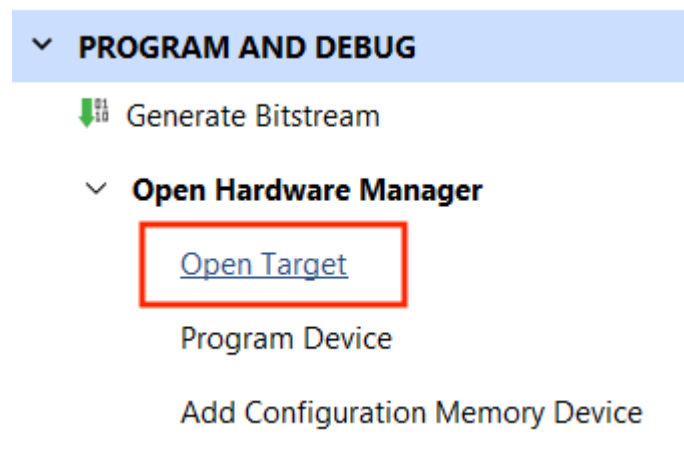 PROGRAM AND DEBUG
Generate Bitstream
Open Hardware Manager
Open Target
Program Device
Add Configuration Memory Device